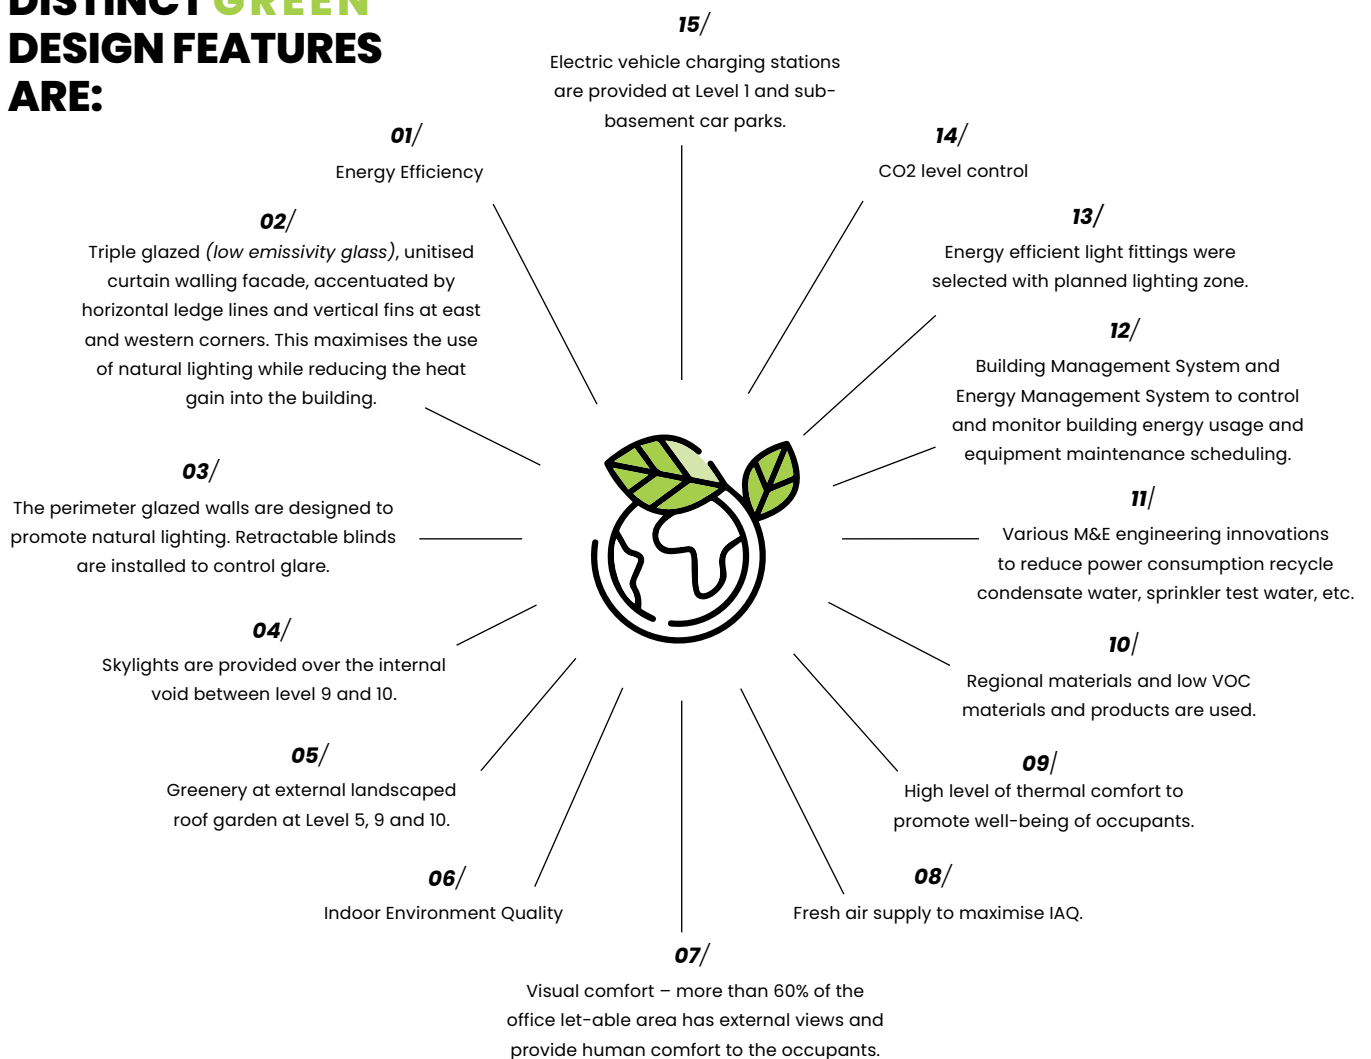 DISTINCT GREEN
DESIGN FEATURES
ARE:
01/
Energy Efficiency
02/
Triple glazed (low emissivity glass), unitised
curtain walling facade, accentuated by
horizontal ledge lines and vertical fins at east
and western corners. This maximises the use
of natural lighting while reducing the heat
gain into the building.
03/
The perimeter glazed walls are designed to
promote natural lighting. Retractable blinds
are installed to control glare.
04/
Skylights are provided over the internal
void between level 9 and 10.
05/
Greenery at external landscaped
roof garden at Level 5, 9 and 10.
06/
Indoor Environment Quality
07/
Visual comfort – more than 60% of the
office let-able area has external views and
provide human comfort to the occupants.
08/
Fresh air supply to maximise IAQ.
09/
High level of thermal comfort to
promote well-being of occupants.
10/
Regional materials and low VOC
materials and products are used.
11/
Various M&E engineering innovations
to reduce power consumption recycle
condensate water, sprinkler test water, etc.
12/
Building Management System and
Energy Management System to control
and monitor building energy usage and
equipment maintenance scheduling.
13/
Energy efficient light fittings were
selected with planned lighting zone.
14/
CO2 level control
15/
Electric vehicle charging stations
are provided at Level 1 and sub-
basement car parks.